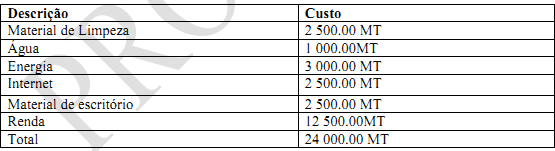 Descrição Custo
Material de Limpeza 2 500.00 MT
Água 1 000.00MT
Energia 3 000.00 MT
Internet 2 500.00 MT
Material de escritório 2 500.00 MT
Renda 12 500.00MT
Total 24 000.00 MT